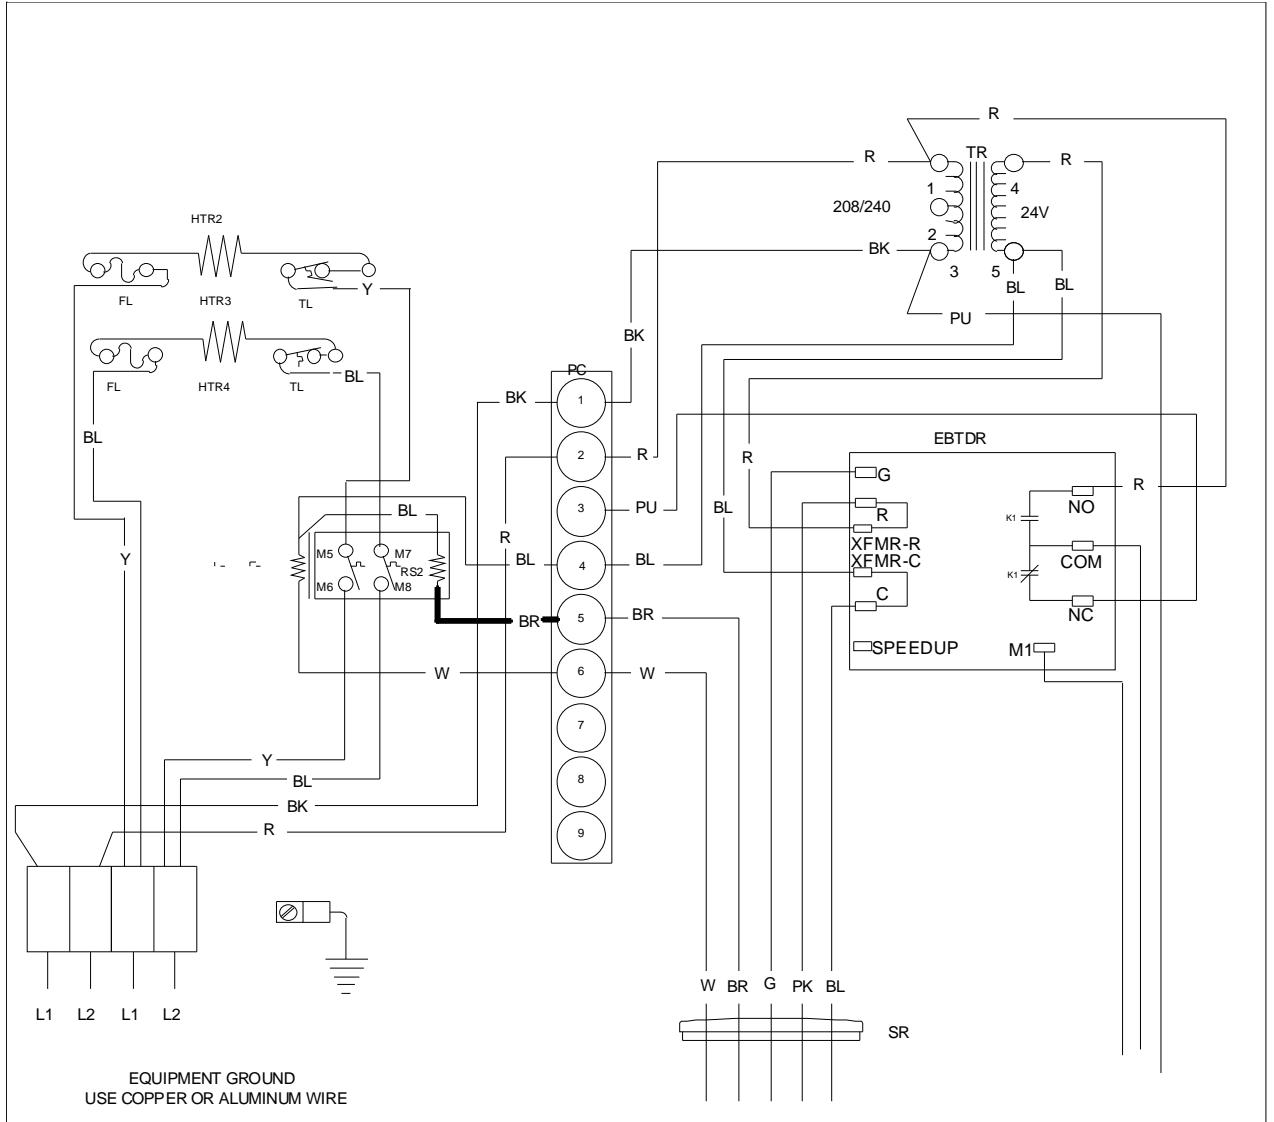 R
R
TR
R
1
4
208/240
24V
2
BK
3
5
BL
BL
PU
HTR2
FL
HTR3
TL
Y
BK
FL
HTR4
TL
BL
PC
BK
1
BL
EBTDR
2
R
R
G
R
NO
3
PU
BL
R
K1
BL
R
XFMR-R
XFMR-C
COM
M5
M7
Y
BL
4
BL
RS2
K1
M6
M8
C
NC
BR
5
BR
SPEEDUP
M1
W
6
W
7
Y
BL
8
BK
R
9
W
BR
G
PK
BL
L1
L2
L1
L2
SR
EQUIPMENT GROUND
USE COPPER OR ALUMINUM WIRE